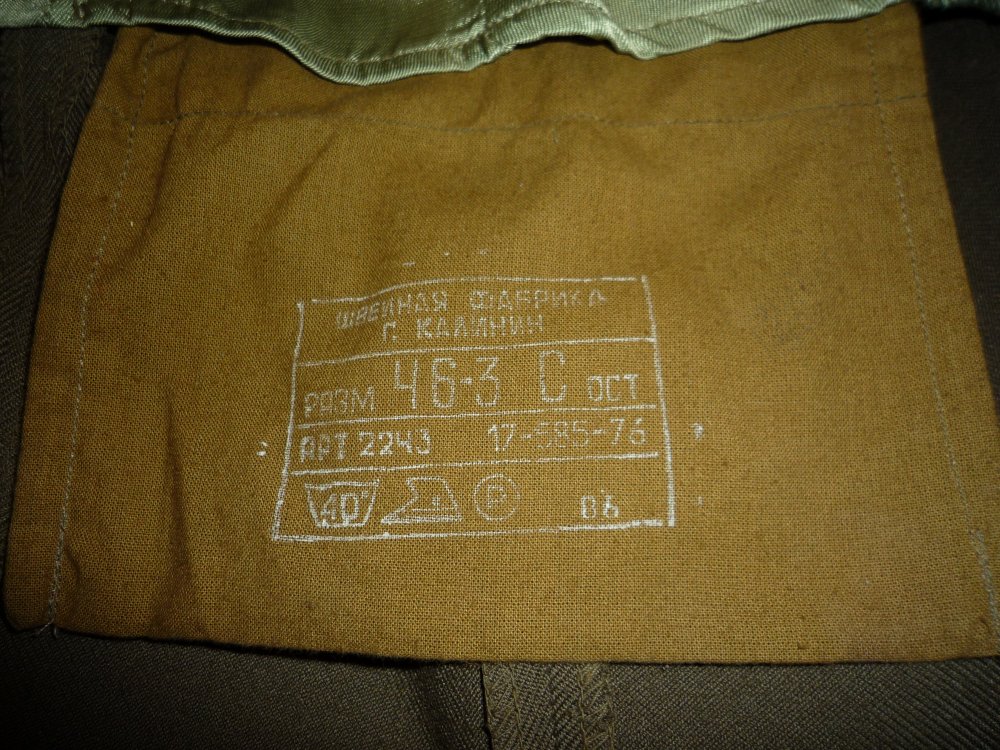 ШВЕЙНАЯ ФАБРИКА
Г. КАЛИНИН
РАЗМ 46-3 С ОСТ
АРТ 2243 17-585-76
40° Р 86